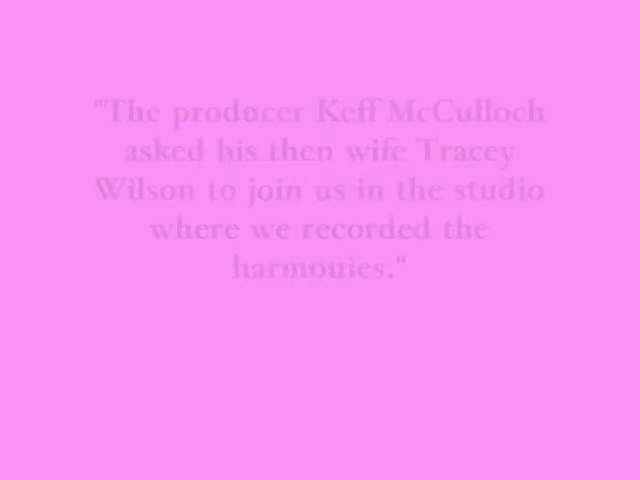 "The producer Keff McCulloch
asked his then wife Tracey
Wilson to join us in the studio
where we recorded the
harmonies."